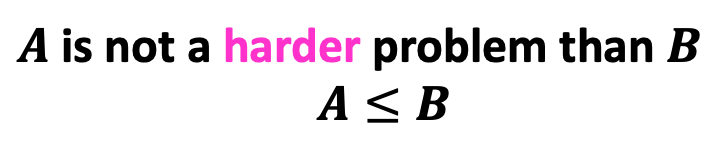 A is not a harder problem than B
A ≤ B